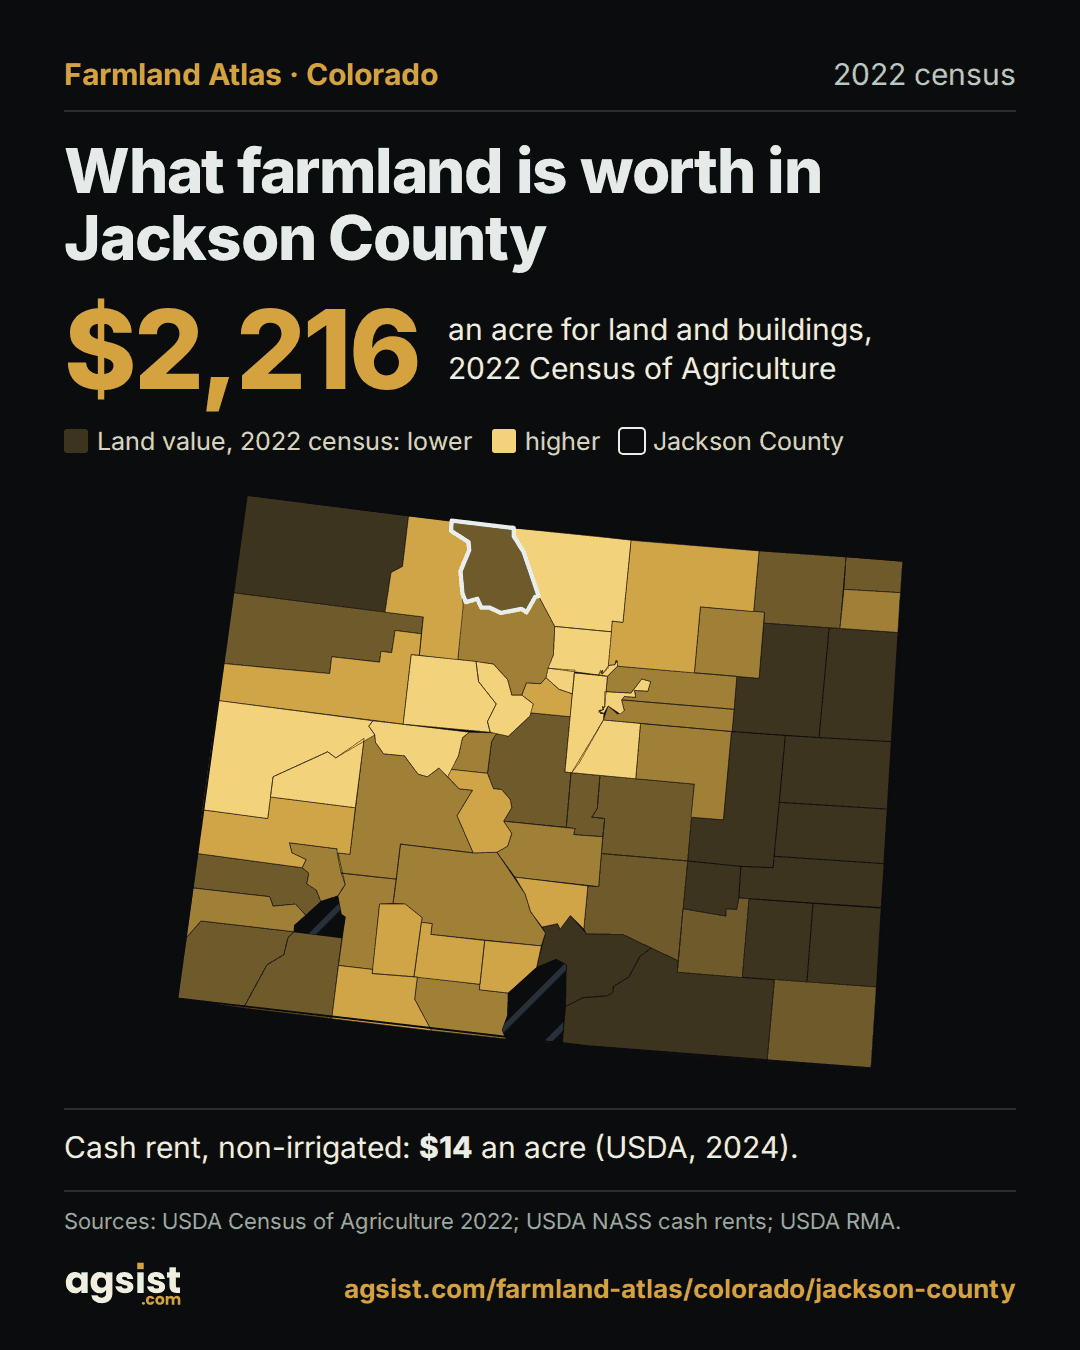 Farmland Atlas · Colorado
2022 census
What farmland is worth in
Jackson County
$2,216
an acre for land and buildings,
2022 Census of Agriculture
Land value, 2022 census: lower
higher
Jackson County
Cash rent, non-irrigated: $14 an acre (USDA, 2024).
Sources: USDA Census of Agriculture 2022; USDA NASS cash rents; USDA RMA.
agsist
.com
agsist.com/farmland-atlas/colorado/jackson-county